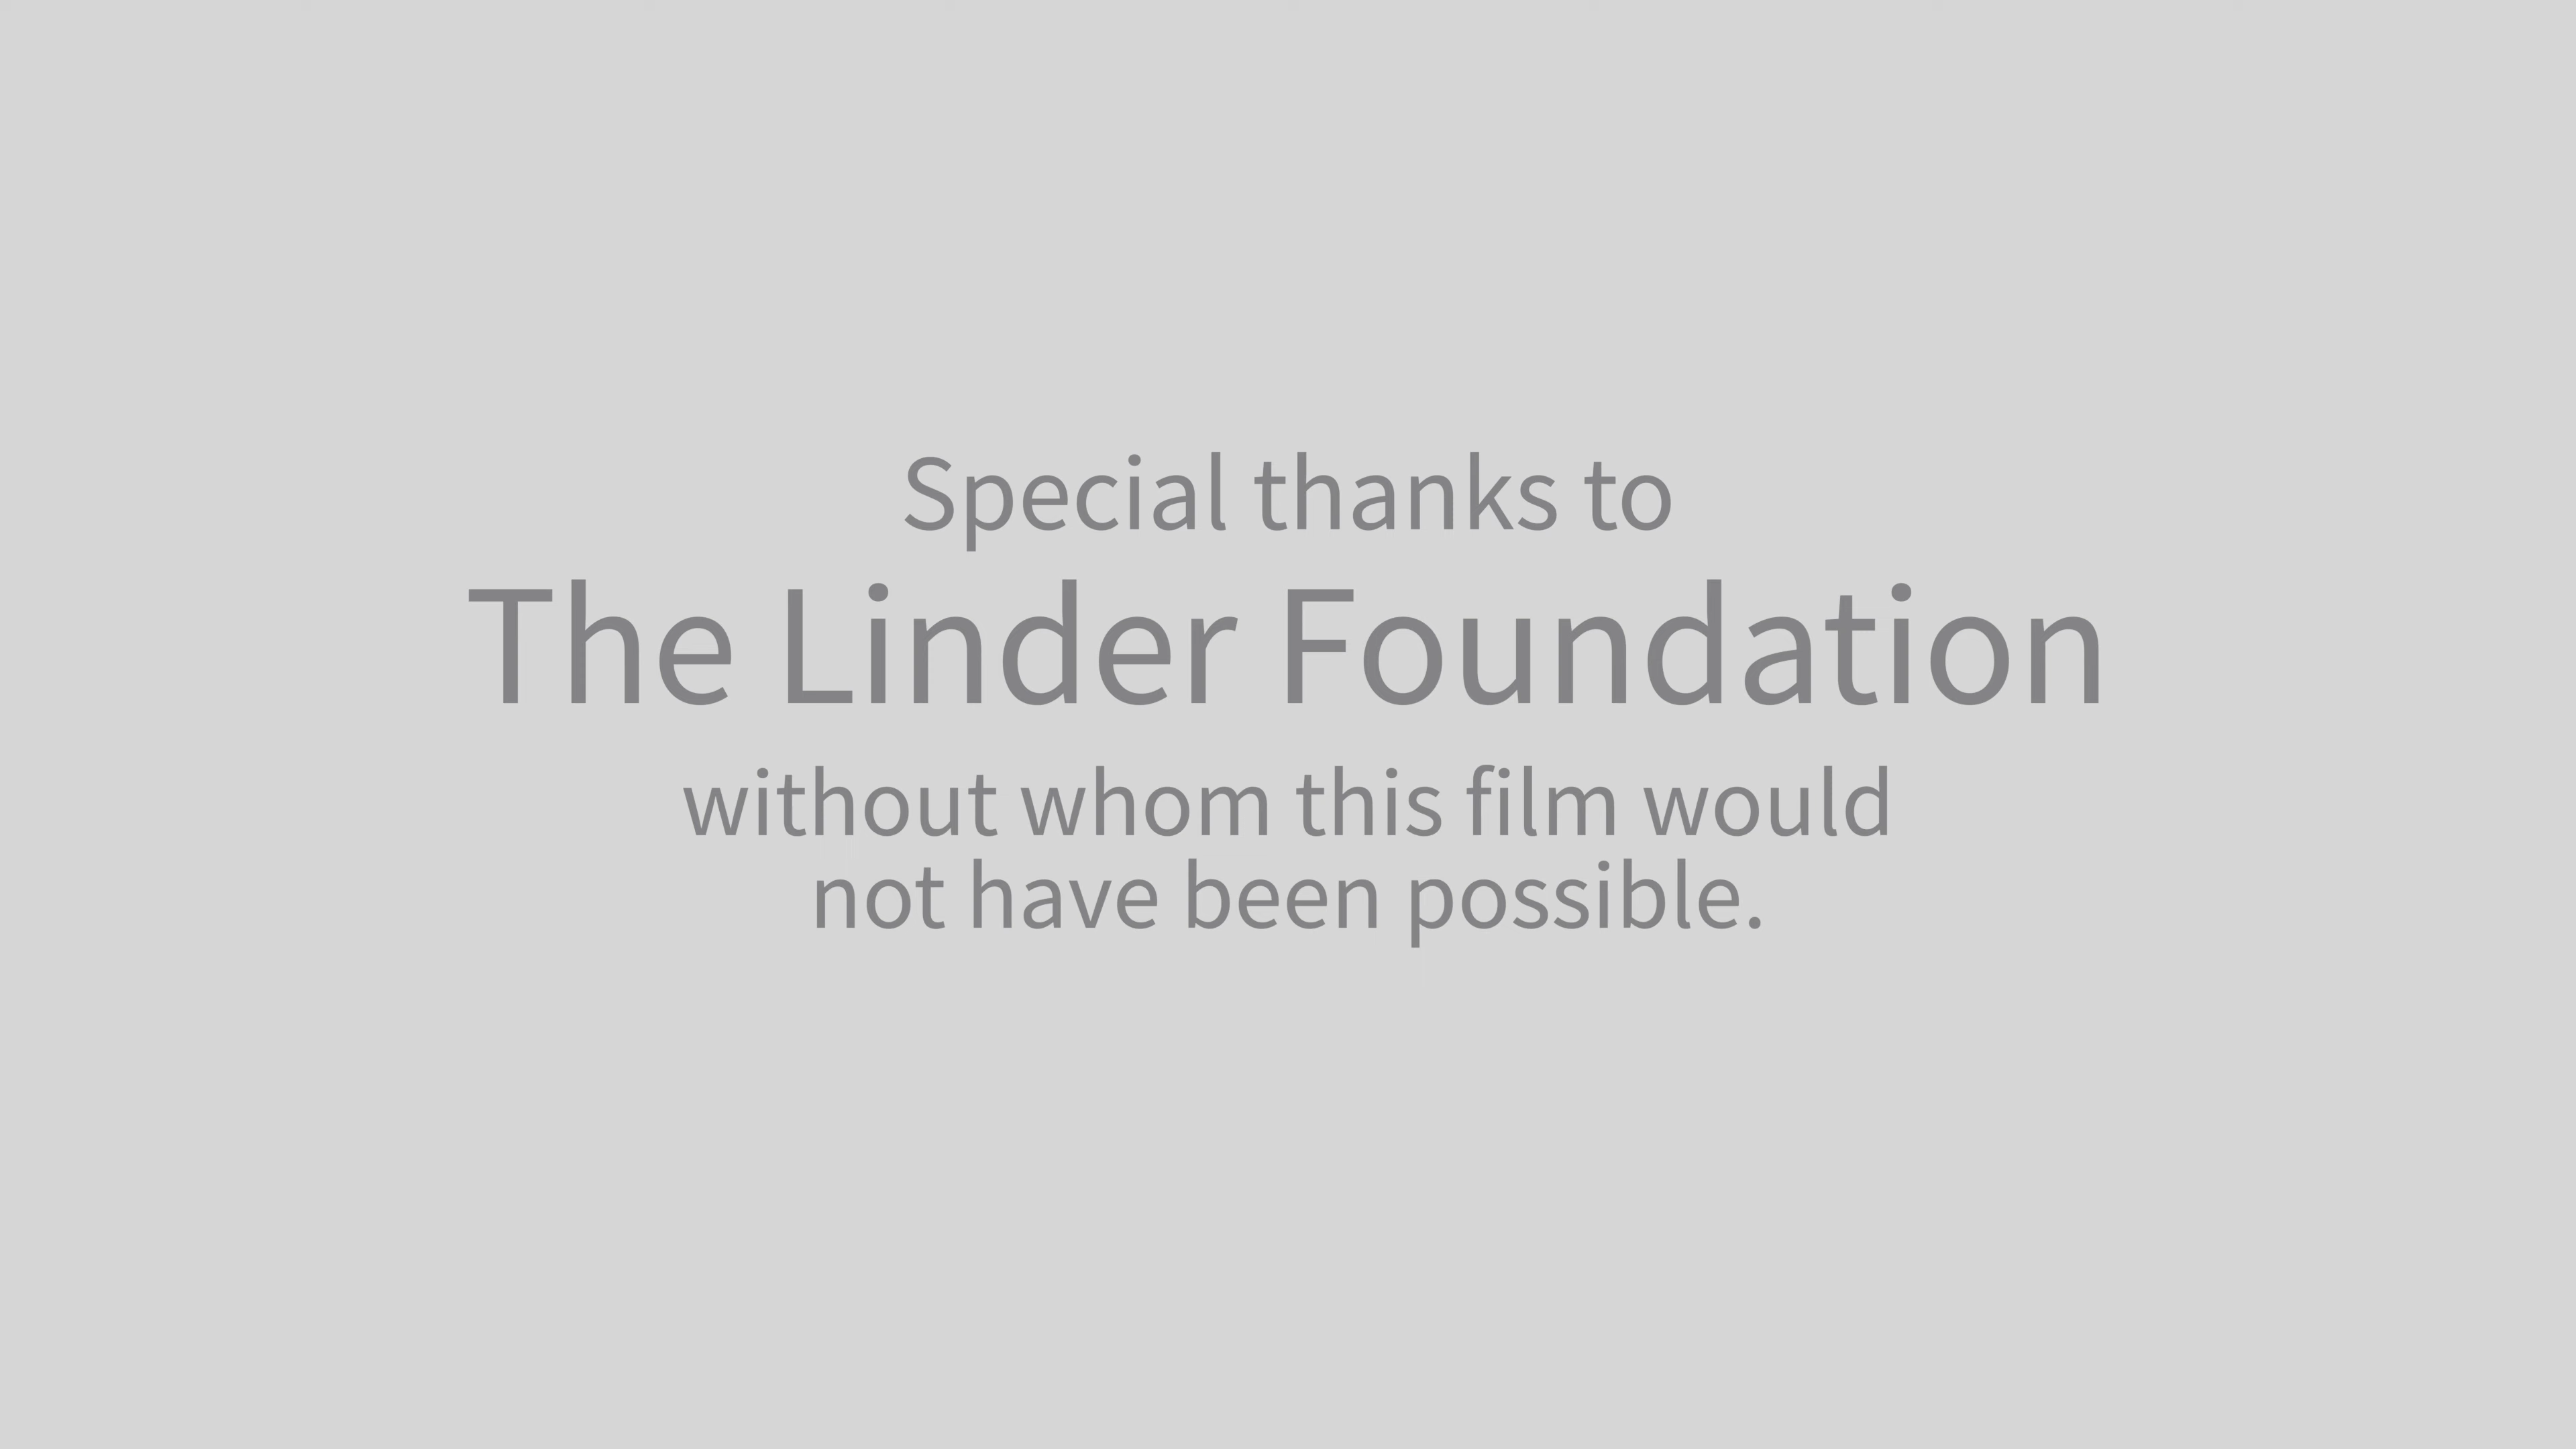 Special thanks to
The Linder Foundation
without whom this film would
not have been possible.